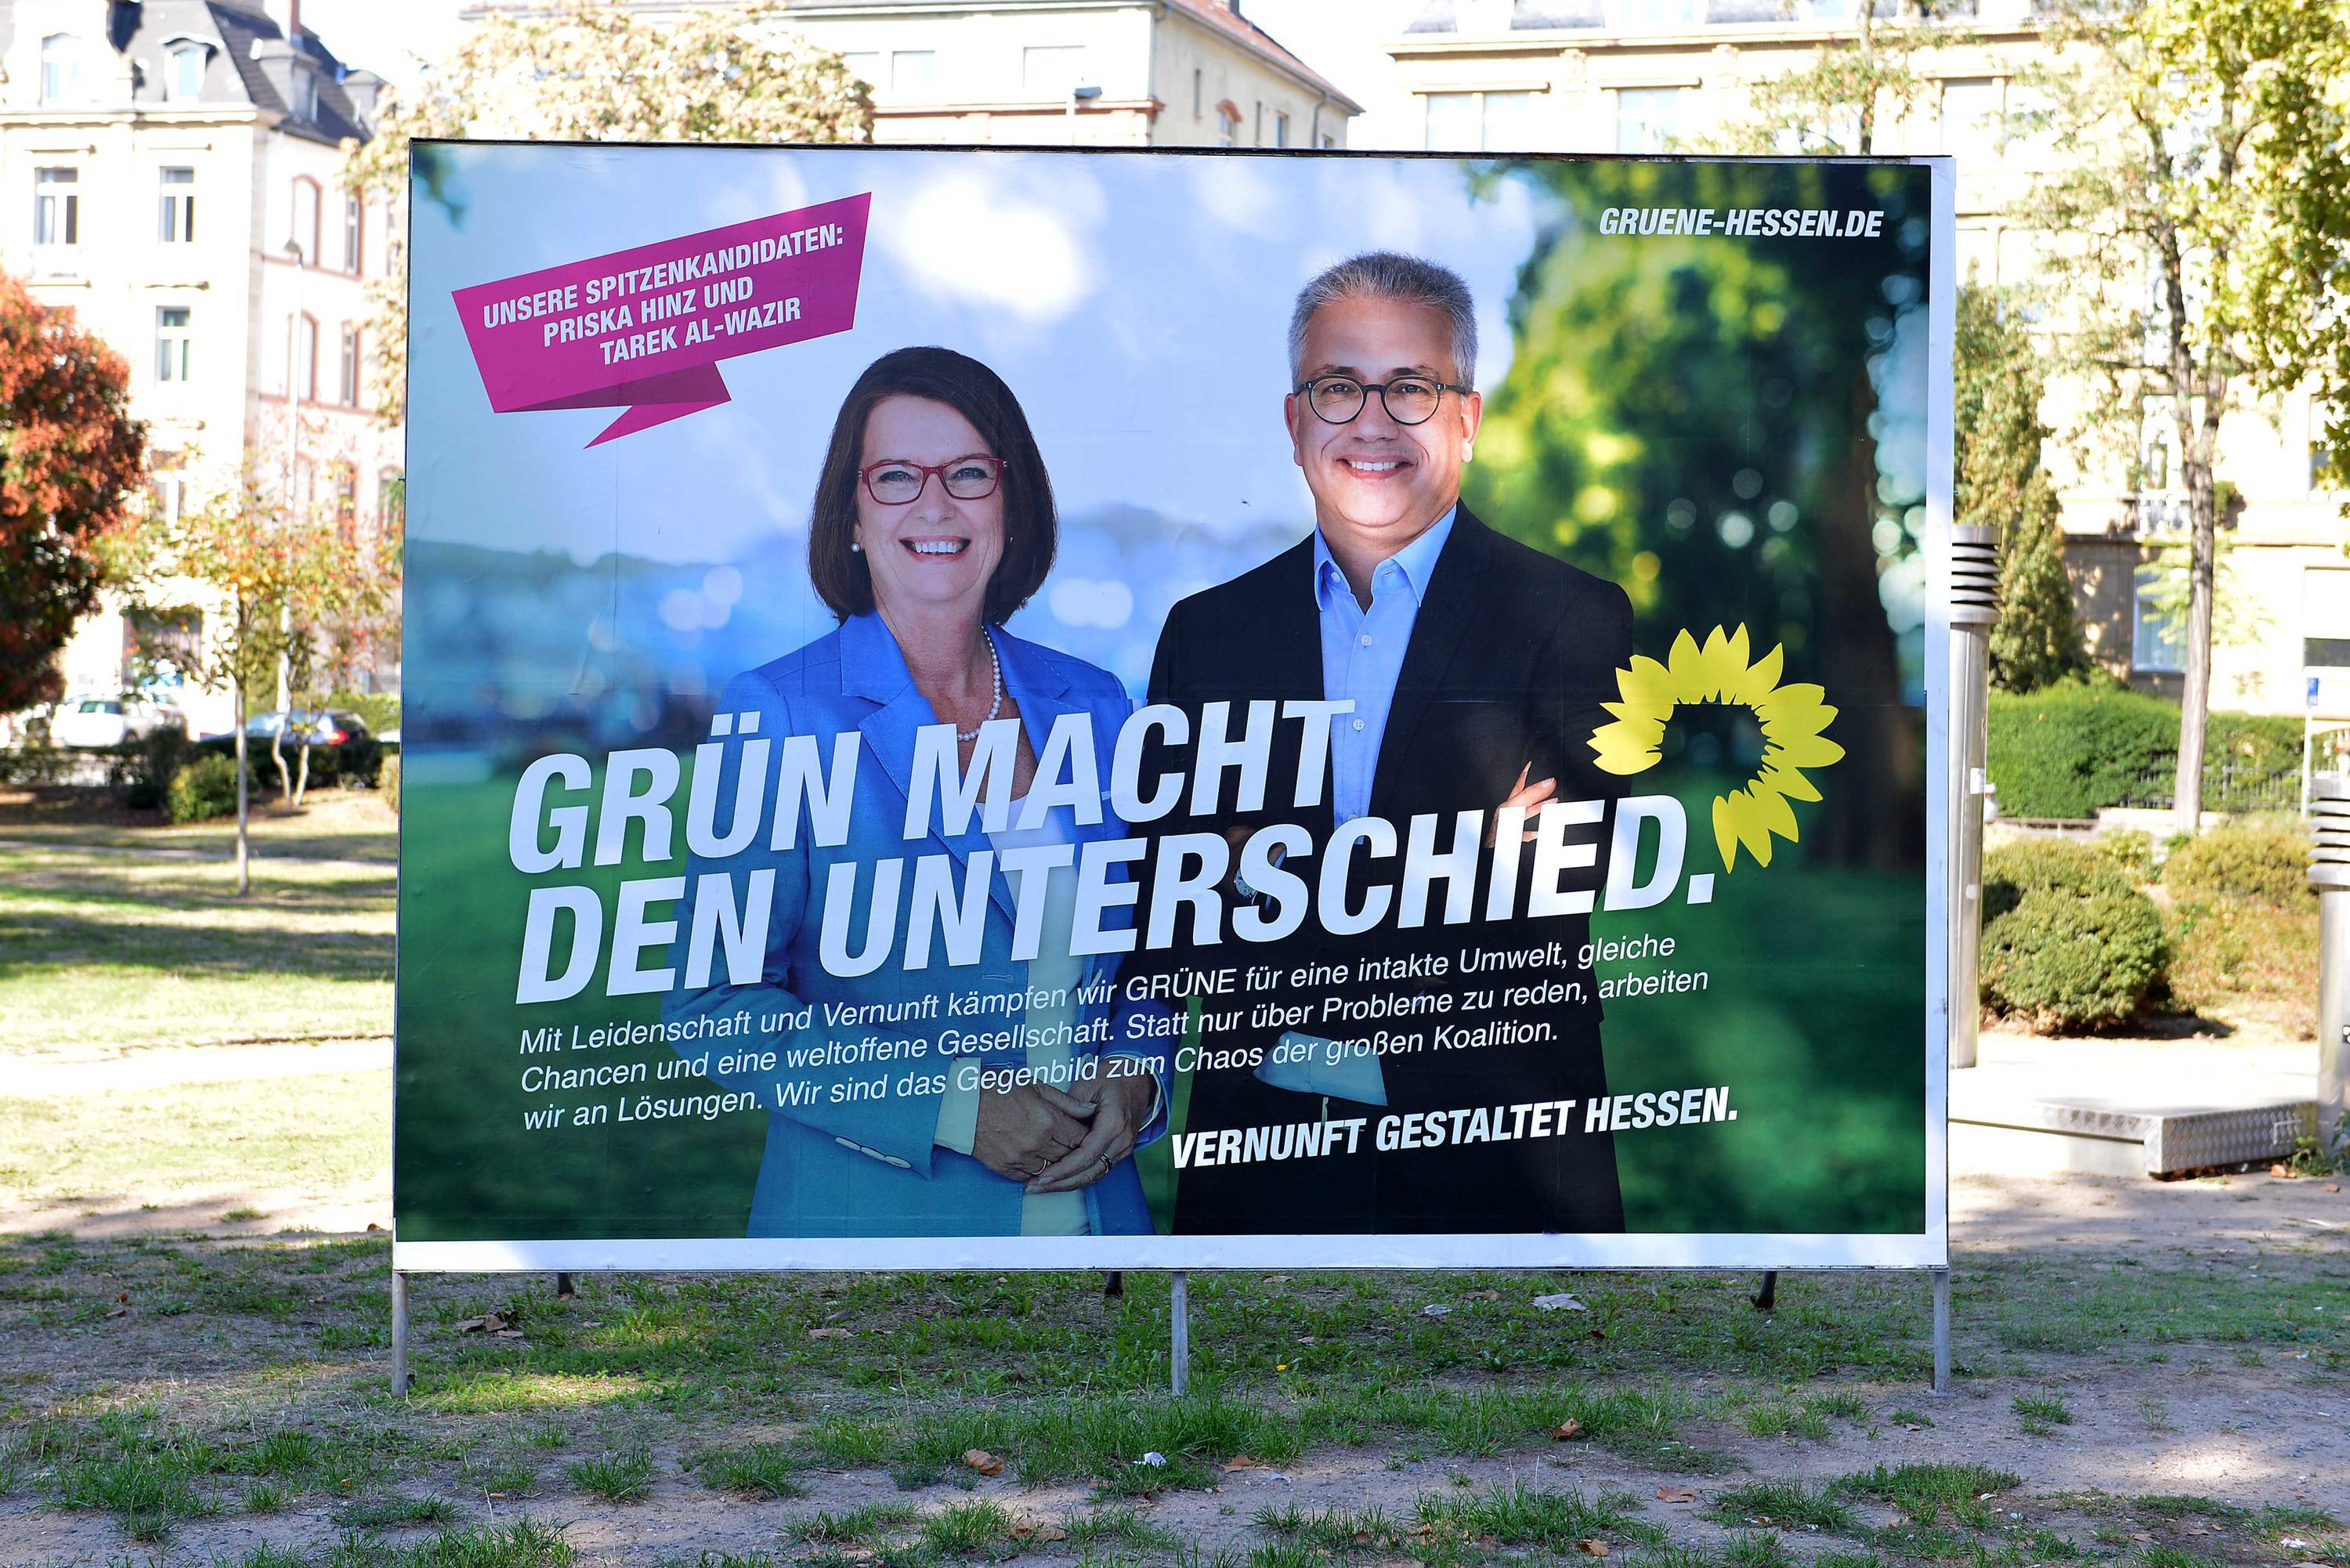 UNSERE SPITZENKANDIDATEN:
PRISKA HINZ UND
TAREK AL-WAZIR
GRUENE-HESSEN.DE
GRÜN MACHT
DEN UNTERSCHIED.
Mit Leidenschaft und Vernunft kämpfen wir GRÜNE für eine intakte Umwelt, gleiche
Chancen und eine weltoffene Gesellschaft. Statt nur über Probleme zu reden, arbeiten
wir an Lösungen. Wir sind das Gegenbild zum Chaos der großen Koalition.
VERNUNFT GESTALTET HESSEN.